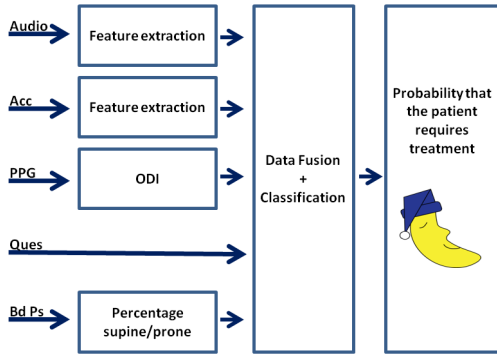 Audio
Feature extraction
Acc
Feature extraction
PPG
ODI
Ques
Bd Ps
Percentage
supine/prone
Data Fusion
+
Classification
Probability that
the patient
requires
treatment